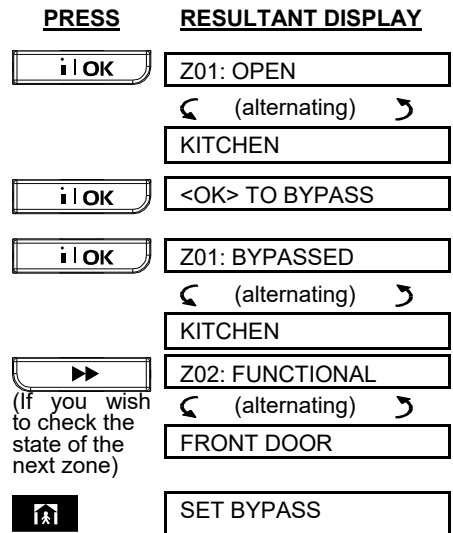 PRESS RESULTANT DISPLAY
i | OK Z01: OPEN
(alternating)
KITCHEN
i | OK <OK> TO BYPASS
i | OK Z01: BYPASSED
(alternating)
KITCHEN
Z02: FUNCTIONAL
(If you wish
to check the
state of the
next zone)
(alternating)
FRONT DOOR
SET BYPASS